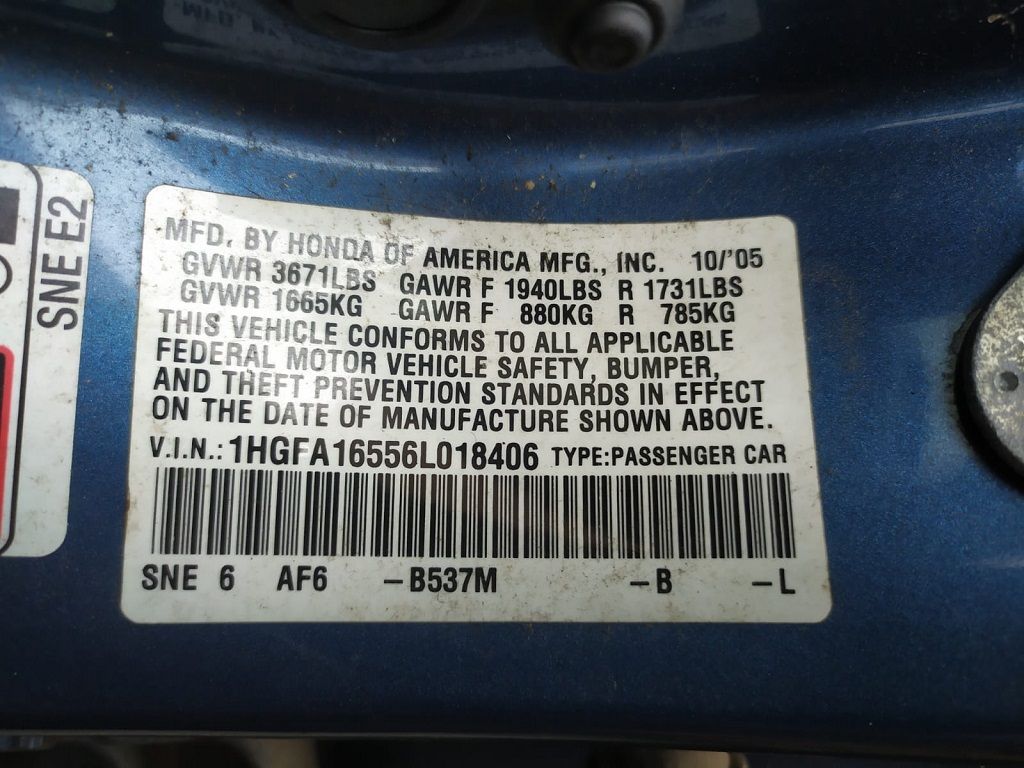 SNE E2
MFD. BY HONDA OF AMERICA MFG., INC. 10/'05
GVWR 3671LBS GAWR F 1940LBS R 1731LBS
GVWR 1665KG GAWR F 880KG R 785KG
THIS VEHICLE CONFORMS TO ALL APPLICABLE
FEDERAL MOTOR VEHICLE SAFETY, BUMPER,
AND THEFT PREVENTION STANDARDS IN EFFECT
ON THE DATE OF MANUFACTURE SHOWN ABOVE.
V.I.N.: 1HGFA16556L018406 TYPE:PASSENGER CAR
SNE 6 AF6 -B537M -B -L